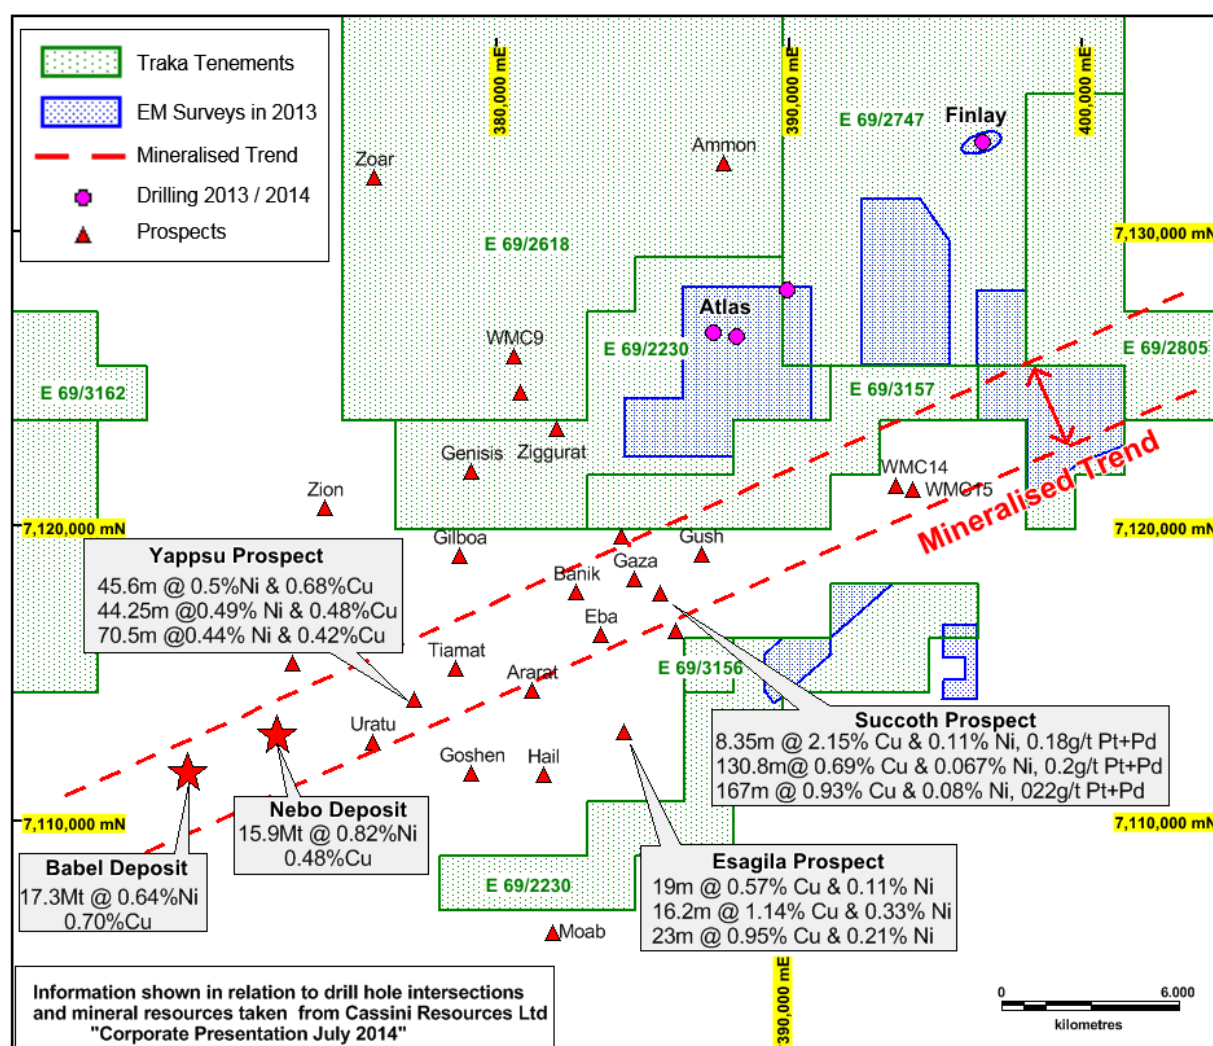 Traka Tenements
EM Surveys in 2013
Mineralised Trend
Drilling 2013 / 2014
Prospects
380,000 mE
390,000 mE
400,000 mE
Finlay
E 69/2747
Zoar
Ammon
E 69/2618
7,130,000 mN
Atlas
WMC9
E 69/2230
E 69/2805
E 69/3162
E 69/3157
Genisis
Ziggurat
WMC14
WMC15
Zion
Mineralised Trend
7,120,000 mN
7,120,000 mN
Gilboa
Gush
Gaza
Banik
Eba
Yappsu Prospect
45.6m @ 0.5%Ni & 0.68%Cu
44.25m @0.49% Ni & 0.48%Cu
70.5m @0.44% Ni & 0.42%Cu
Tiamat
Ararat
E 69/3156
Uratu
Goshen
Hail
Succoth Prospect
8.35m @ 2.15% Cu & 0.11% Ni, 0.18g/t Pt+Pd
130.8m@ 0.69% Cu & 0.067% Ni, 0.2g/t Pt+Pd
167m @ 0.93% Cu & 0.08% Ni, 022g/t Pt+Pd
7,110,000 mN
7,110,000 mN
Nebo Deposit
15.9Mt @ 0.82%Ni
0.48%Cu
Babel Deposit
17.3Mt @ 0.64%Ni
0.70%Cu
Esagila Prospect
19m @ 0.57% Cu & 0.11% Ni
16.2m @ 1.14% Cu & 0.33% Ni
23m @ 0.95% Cu & 0.21% Ni
E 69/2230
Moab
390,000 mE
Information shown in relation to drill hole intersections
and mineral resources taken from Cassini Resources Ltd
"Corporate Presentation July 2014"
0
6.000
kilometres